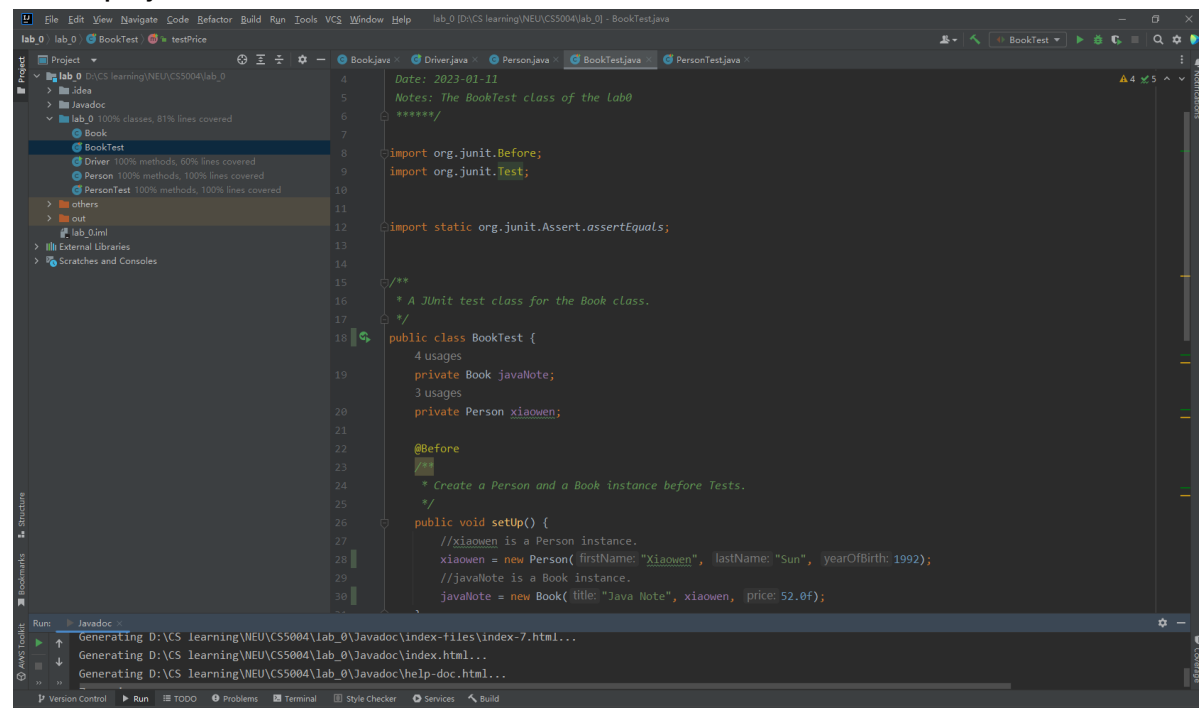 File Edit View Navigate Code Refactor Build Run Tools VCS Window Help lab_0 [D:\CS learning\NEU\CS5004\lab_0] - BookTest.java
lab_0 lab_0 BookTest testPrice
BookTest
Project
Book.java Driver.java Person.java BookTest.java PersonTest.java
Project
lab_0 D:\CS learning\NEU\CS5004\lab_0
.idea
Javadoc
lab_0 100% classes, 81% lines covered
Book
BookTest
Driver 100% methods, 60% lines covered
Person 100% methods, 100% lines covered
PersonTest 100% methods, 100% lines covered
others
out
lab_0.iml
External Libraries
Scratches and Consoles
Structure
Bookmarks
AWS Toolkit
4 Date: 2023-01-11
4 5
5 Notes: The BookTest class of the lab0
6 ******/
7
8 import org.junit.Before;
9 import org.junit.Test;
10
11
12 import static org.junit.Assert.assertEquals;
13
14
15 /**
16 * A JUnit test class for the Book class.
17 */
18 public class BookTest {
4 usages
19 private Book javaNote;
3 usages
20 private Person xiaowen;
21
22 @Before
23 /**
24 * Create a Person and a Book instance before Tests.
25 */
26 public void setUp() {
27 //xiaowen is a Person instance.
28 xiaowen = new Person( firstName: "Xiaowen", lastName: "Sun", yearOfBirth: 1992);
29 //javaNote is a Book instance.
30 javaNote = new Book( title: "Java Note", xiaowen, price: 52.0f);
Notifications
Coverage
Run: Javadoc
Generating D:\CS learning\NEU\CS5004\lab_0\Javadoc\index-files\index-7.html...
Generating D:\CS learning\NEU\CS5004\lab_0\Javadoc\index.html...
Generating D:\CS learning\NEU\CS5004\lab_0\Javadoc\help-doc.html...
Version Control Run TODO Problems Terminal Style Checker Services Build